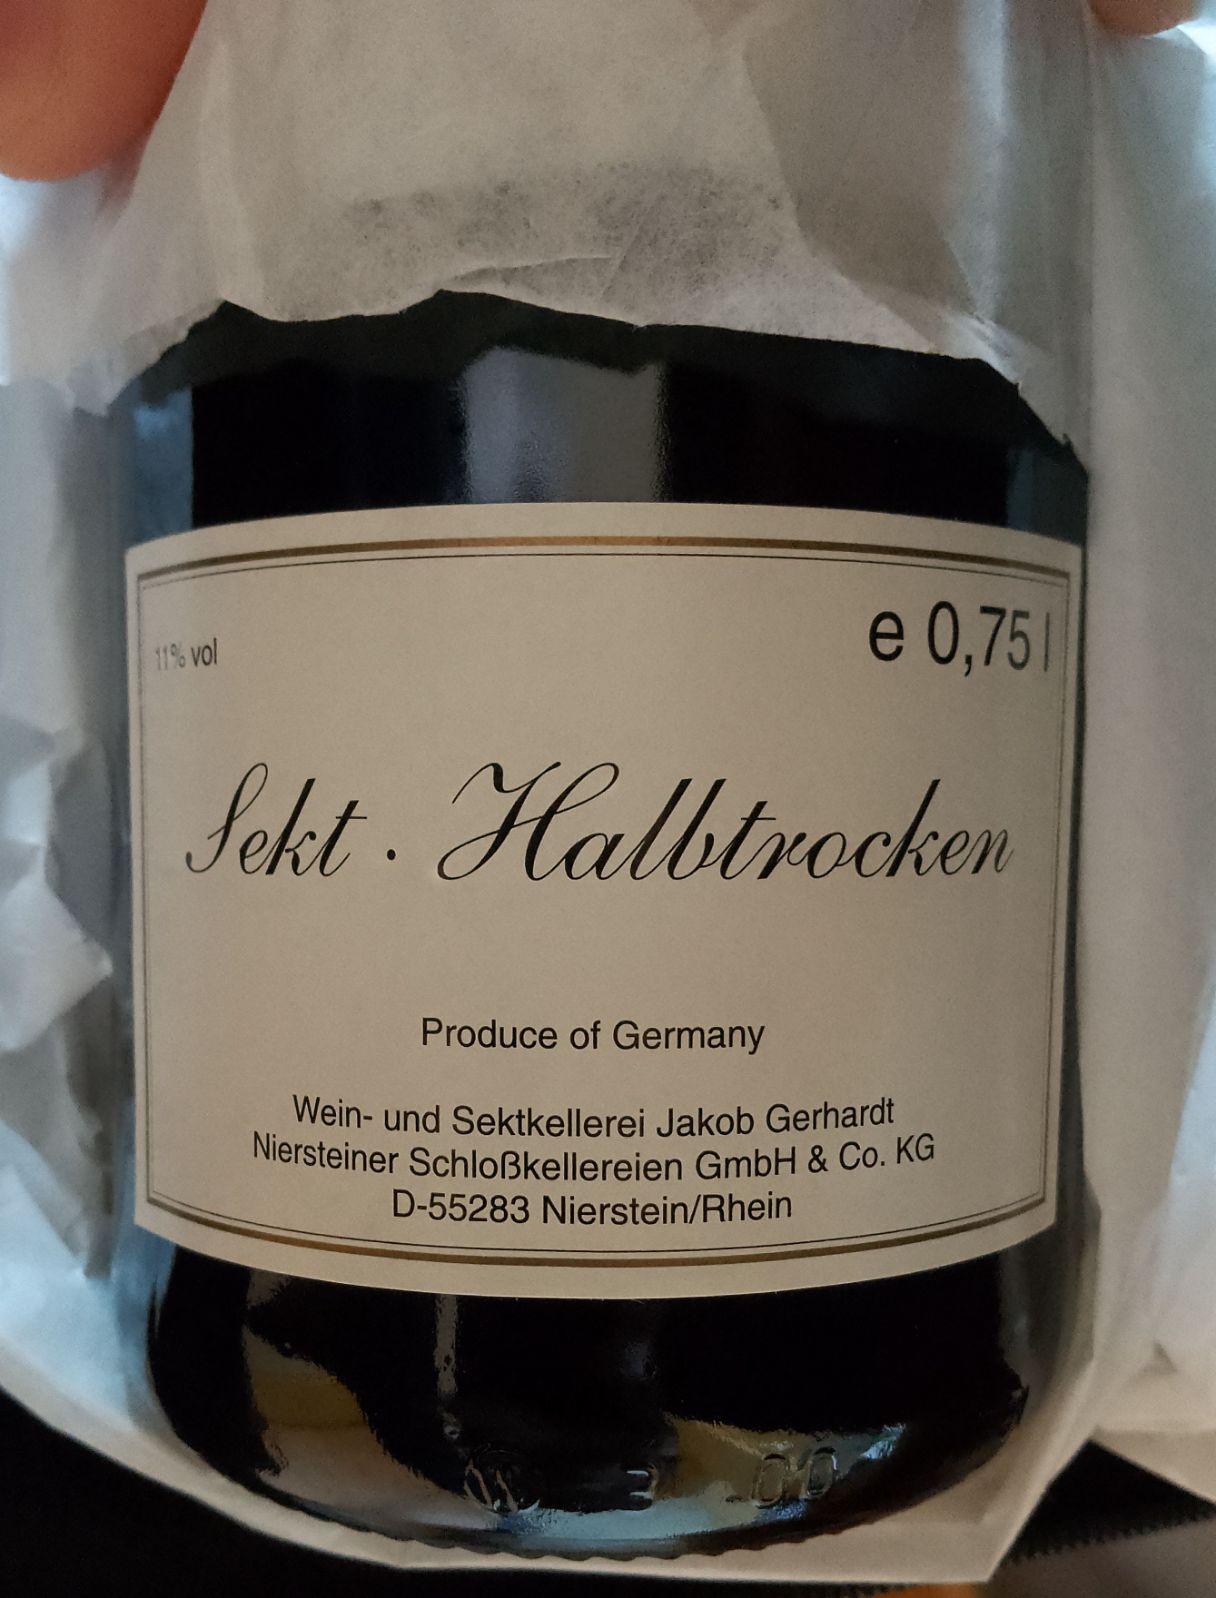 11% vol
e 0,75 l
Sekt · Halbtrocken
Produce of Germany
Wein- und Sektkellerei Jakob Gerhardt
Niersteiner Schloßkellereien GmbH & Co. KG
D-55283 Nierstein/Rhein